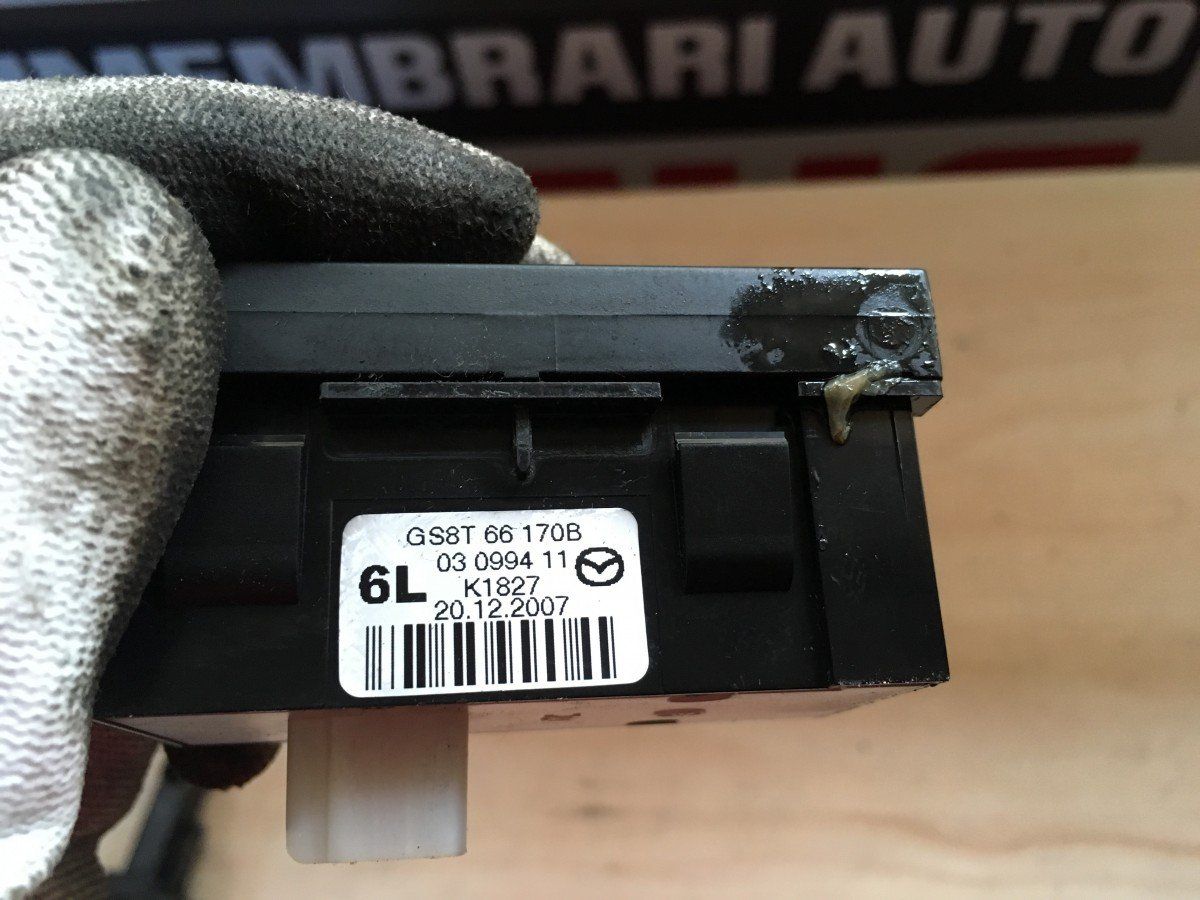 MEMBRARI AUTO
GS8T 66 170B
03 0994 11
6L
K1827
20.12.2007